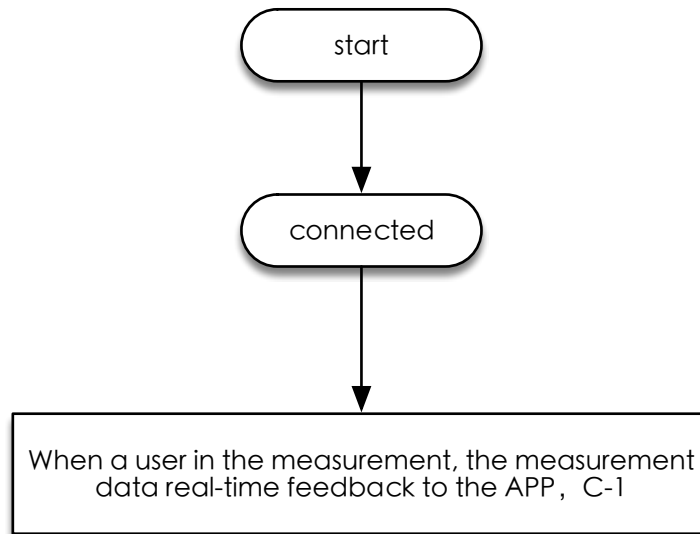 start
connected
When a user in the measurement, the measurement
data real-time feedback to the APP，C-1